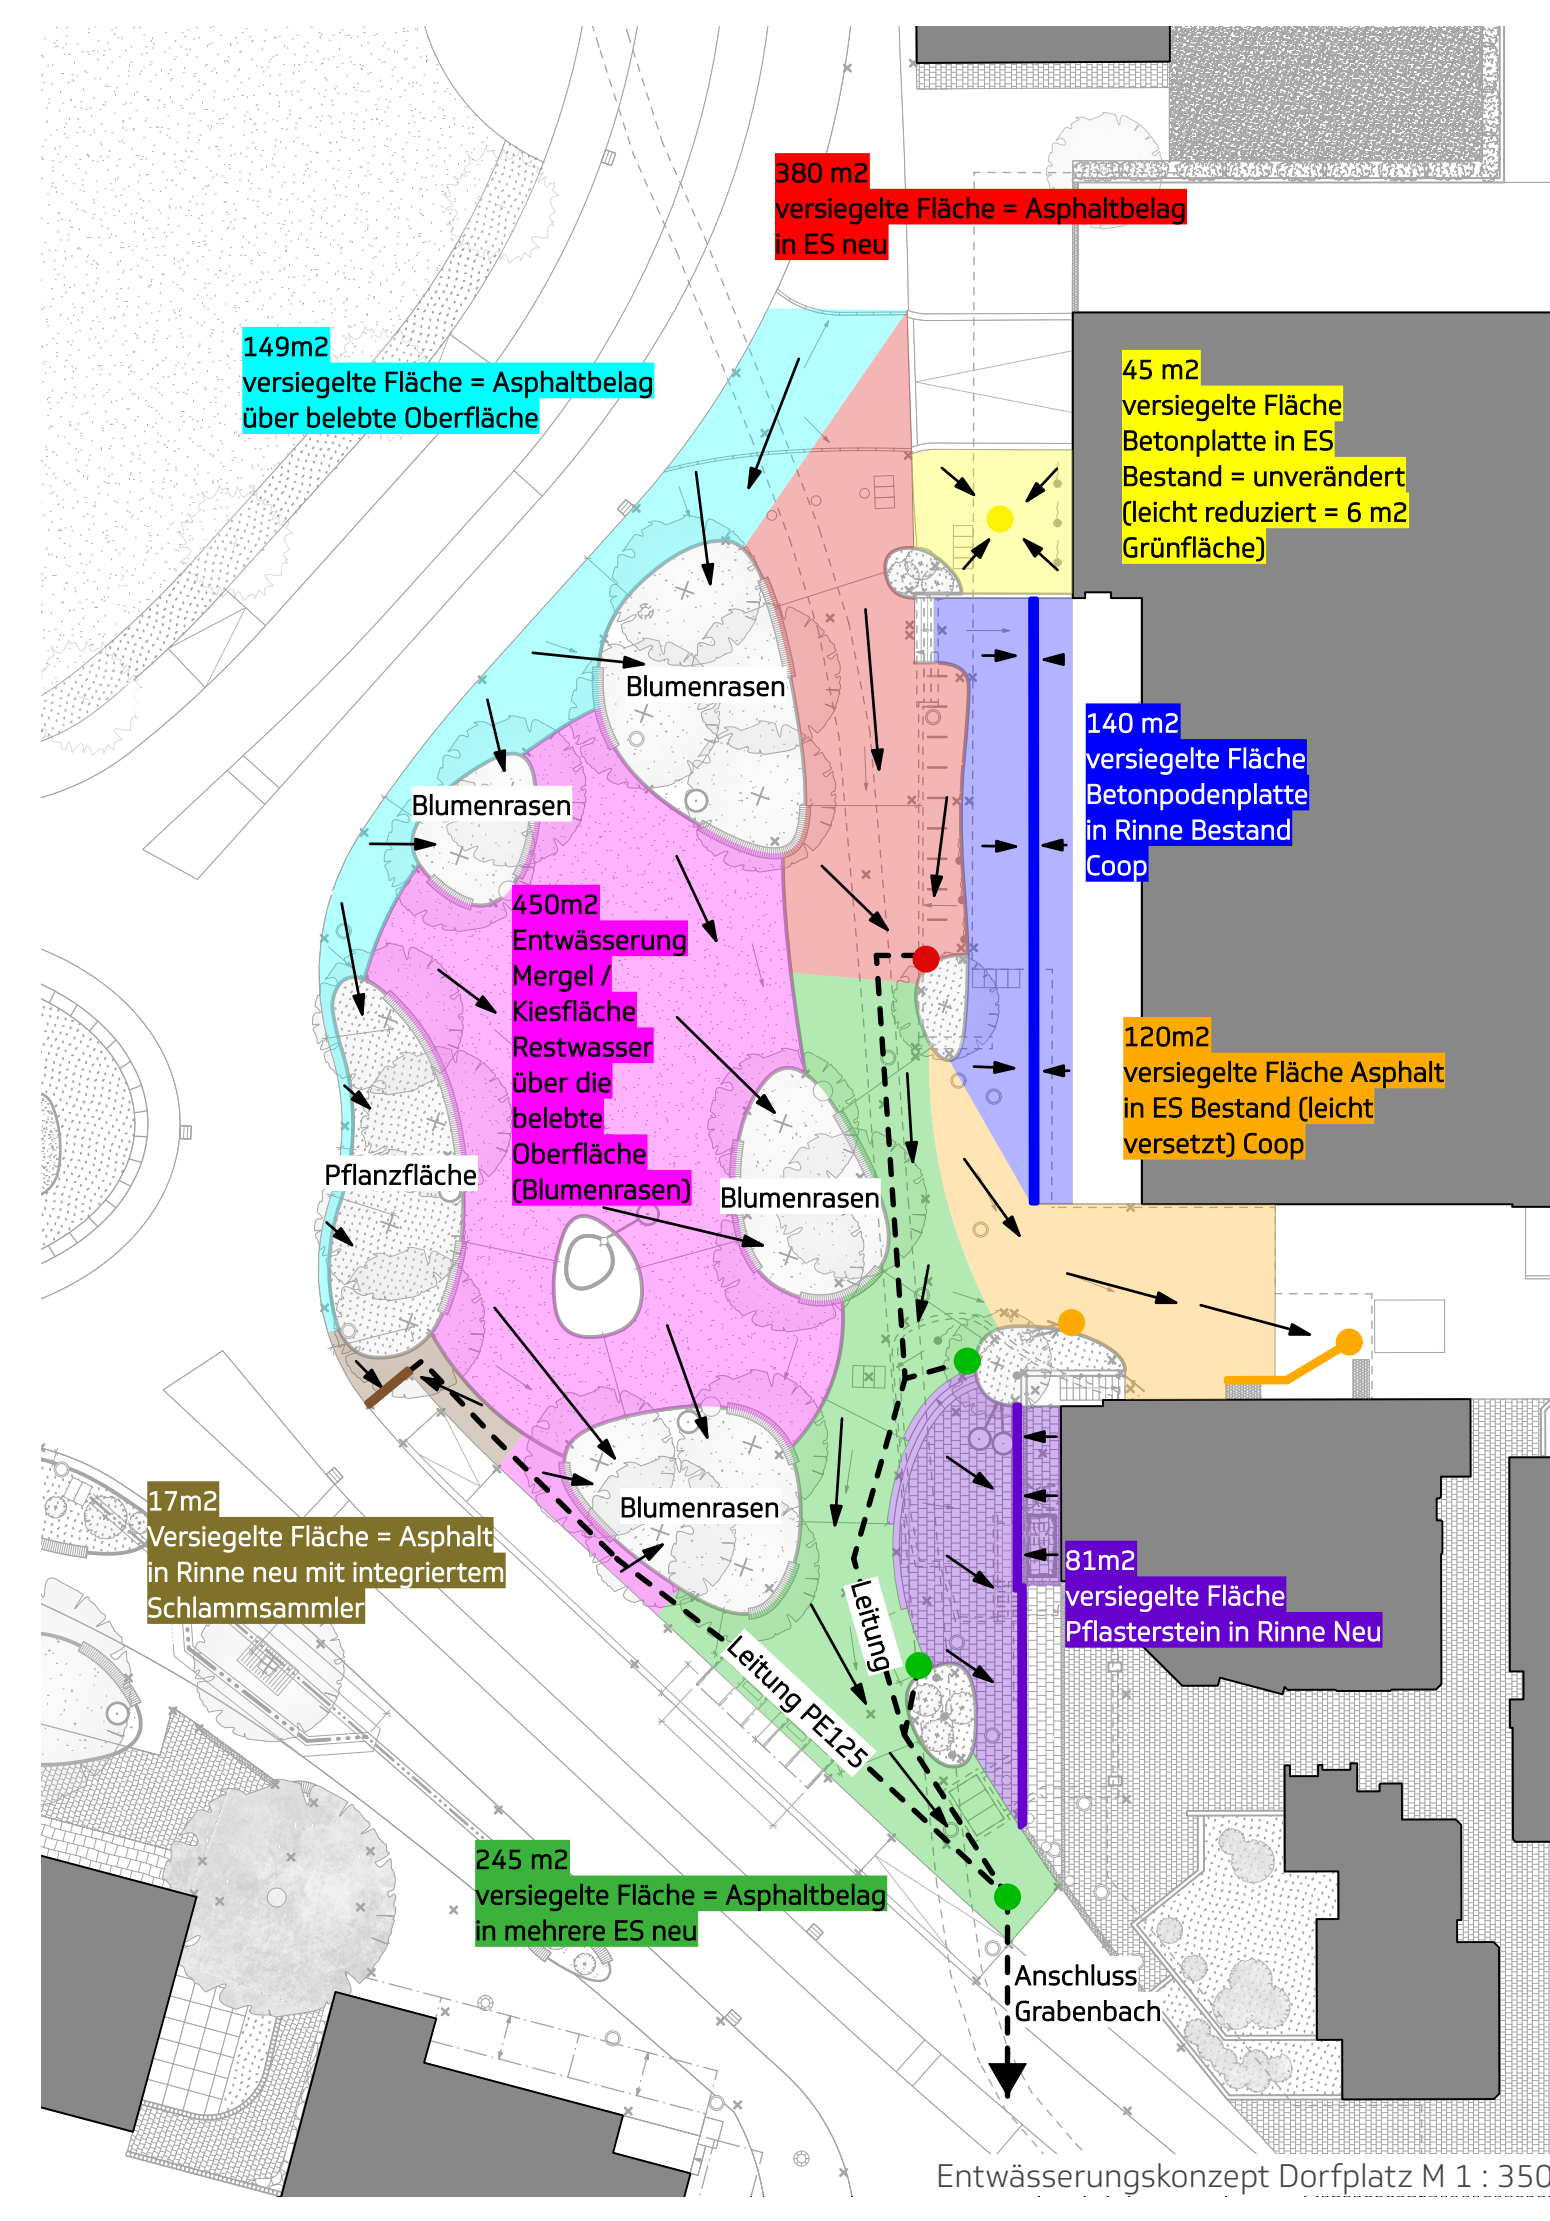 380 m2
versiegelte Fläche = Asphaltbelag
in ES neu
149m2
versiegelte Fläche = Asphaltbelag
über belebte Oberfläche
45 m2
versiegelte Fläche
Betonplatte in ES
Bestand = unverändert
(leicht reduziert = 6 m2
Grünfläche)
Blumenrasen
140 m2
versiegelte Fläche
Betonpodenplatte
in Rinne Bestand
Coop
Blumenrasen
450m2
Entwässerung
Mergel /
Kiesfläche
Restwasser
über die
belebte
Oberfläche
(Blumenrasen)
120m2
versiegelte Fläche Asphalt
in ES Bestand (leicht
versetzt) Coop
Pflanzfläche
Blumenrasen
17m2
Versiegelte Fläche = Asphalt
in Rinne neu mit integriertem
Schlammsammler
Blumenrasen
81m2
versiegelte Fläche
Pflasterstein in Rinne Neu
Leitung
Leitung PE125
245 m2
versiegelte Fläche = Asphaltbelag
in mehrere ES neu
Anschluss
Grabenbach
Entwässerungskonzept Dorfplatz M 1 : 350